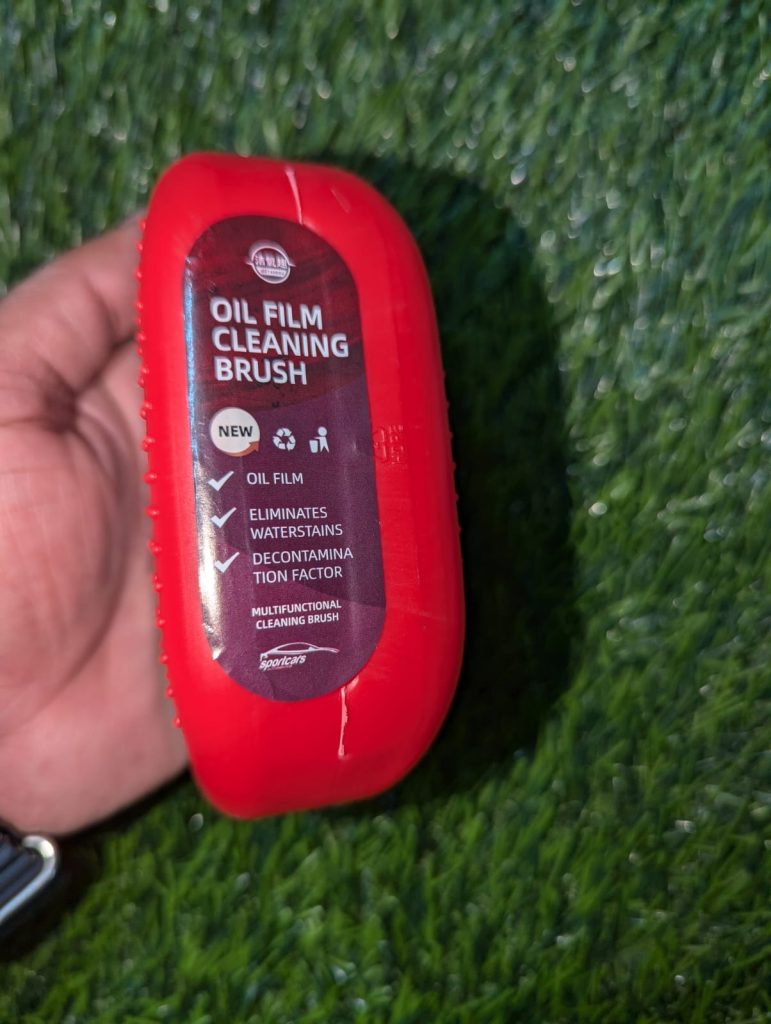 OIL FILM
CLEANING
BRUSH
NEW
OIL FILM
ELIMINATES
WATERSTAINS
DECONTAMINA
TION FACTOR
MULTIFUNCTIONAL
CLEANING BRUSH
sportcars